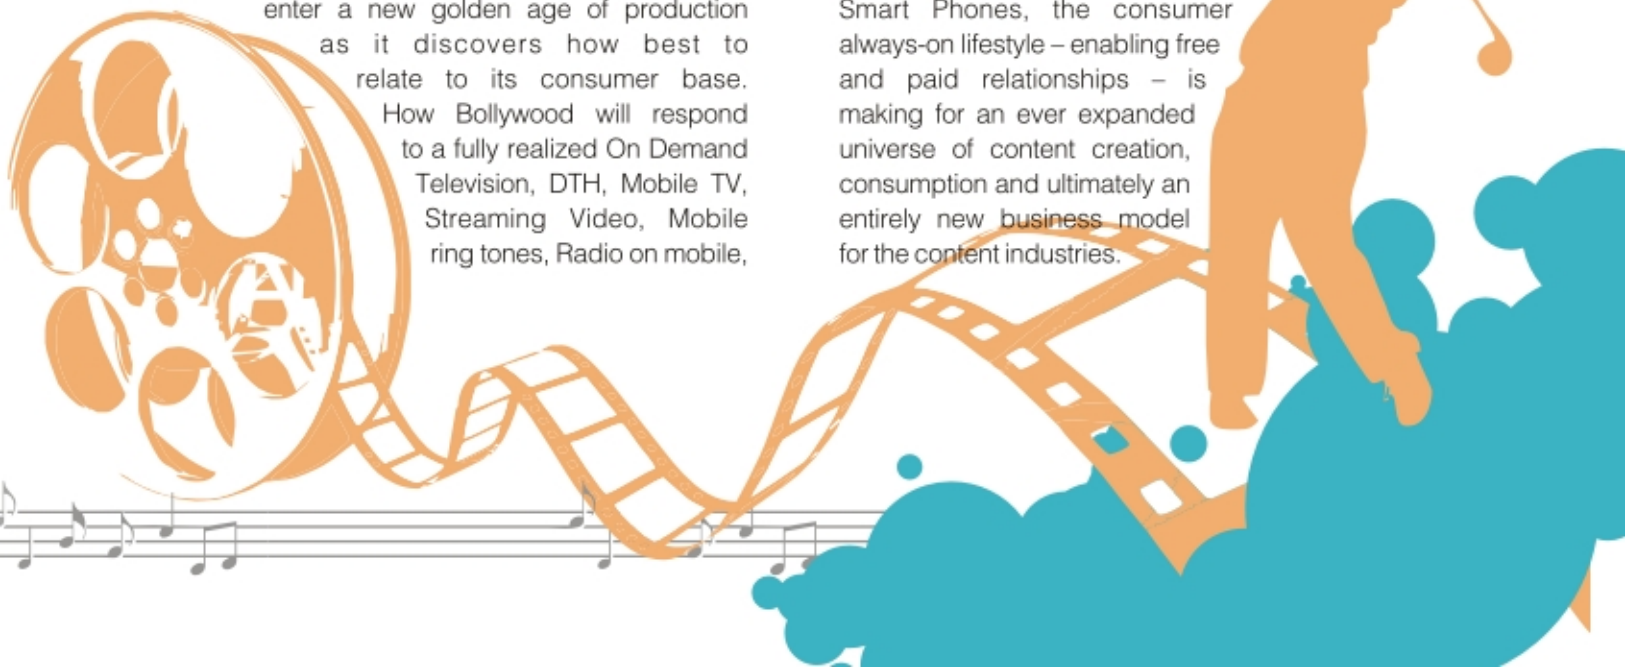 enter a new golden age of production
as it discovers how best to
relate to its consumer base.
How Bollywood will respond
to a fully realized On Demand
Television, DTH, Mobile TV,
Streaming Video, Mobile
ring tones, Radio on mobile,
Smart Phones, the consumer
always-on lifestyle – enabling free
and paid relationships – is
making for an ever expanded
universe of content creation,
consumption and ultimately an
entirely new business model
for the content industries.